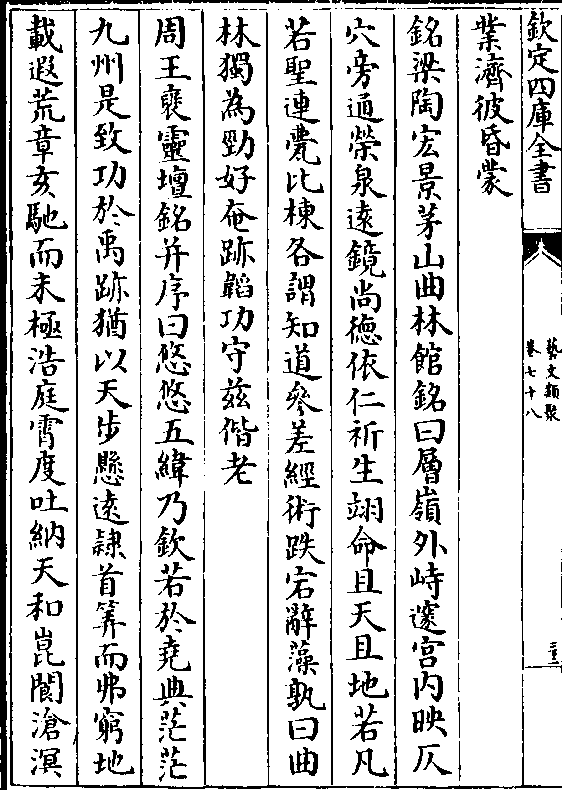 欽定四庫全書
藝文類聚
卷七十八
三
業濟彼昏蒙
銘梁陶宏景茅山曲林館銘曰層嶺外峙邃宫内映仄
穴旁通縈泉遠鏡尚德依仁祈生翊命且天且地若凡
若聖連甍比棟各謂知道參差經術跌宕辭藻孰曰曲
林獨為勁好奄跡韜功守兹偕老
周王襃靈壇銘并序曰悠悠五緯乃欽若於堯典茫茫
九州是致功於禹跡猶以天步懸遠隷首筭而弗窮地
載遐荒章亥馳而未極浩庭霄度吐納天和崑閬滄溟